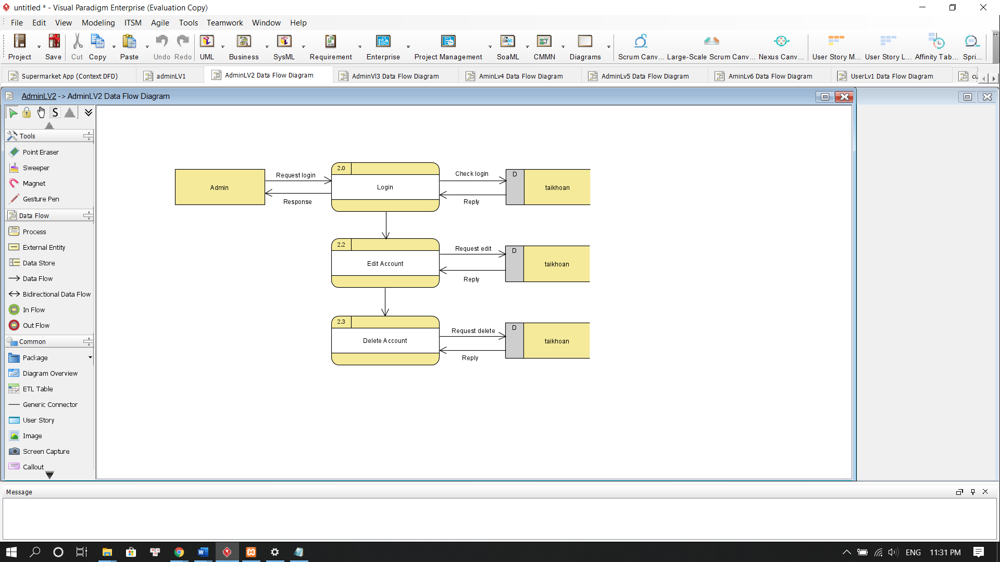 untitled * - Visual Paradigm Enterprise (Evaluation Copy)
File Edit View Modeling ITSM Agile Tools Teamwork Window Help
Project Save Cut Copy Paste Undo Redo UML Business SysML Requirement Enterprise Project Management SoaML CMMN Diagrams Scrum Canv... Large-Scale Scrum Canv... Nexus Canv... User Story M... User Story L... Affinity Tab... Spri...
Supermarket App (Context DFD) adminLV1 AdminLV2 Data Flow Diagram AdminVl3 Data Flow Diagram AminLv4 Data Flow Diagram AdminLv5 Data Flow Diagram AmiLv6 Data Flow Diagram UserLv1 Data Flow Diagram cu
AdminLV2 -> AdminLV2 Data Flow Diagram
S
Tools
Point Eraser
Sweeper
Magnet
Gesture Pen
Data Flow
Process
External Entity
Data Store
Data Flow
Bidirectional Data Flow
In Flow
Out Flow
Common
Package
Diagram Overview
ETL Table
Generic Connector
User Story
Image
Screen Capture
Callout
Admin
Request login
Response
2.0
Login
Check login
Reply
D
taikhoan
2.2
Edit Account
Request edit
Reply
D
taikhoan
2.3
Delete Account
Request delete
Reply
D
taikhoan
Message
ENG 11:31 PM